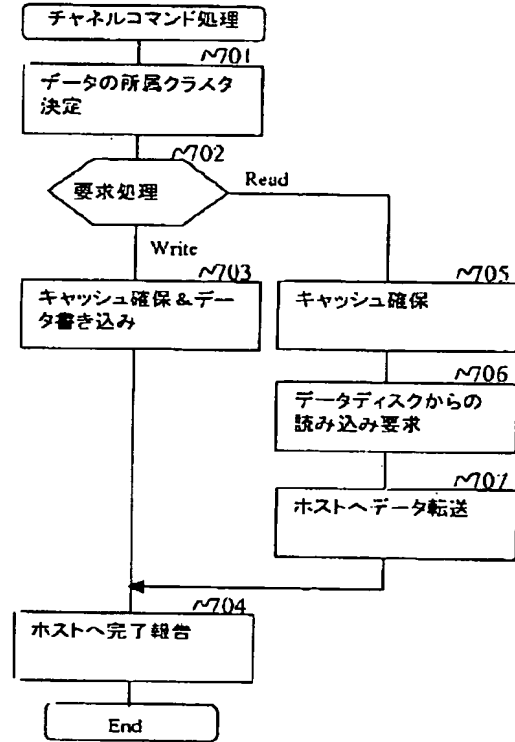 チャネルコマンド処理
~701
データの所属クラスタ
決定
~702
要求処理
Read
Write
~703
キャッシュ確保&デー
タ書き込み
~705
キャッシュ確保
~706
データディスクからの
読み込み要求
~707
ホストへデータ転送
~704
ホストへ完了報告
End